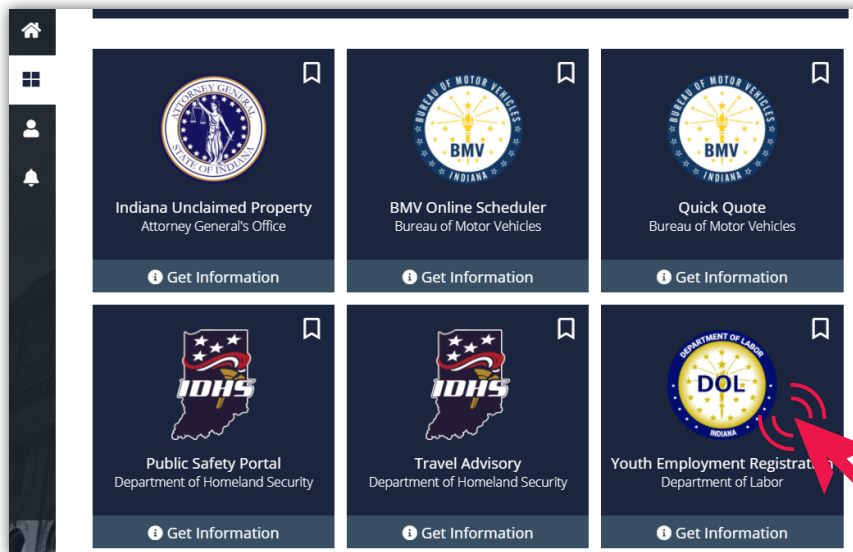 ATTORNEY GENERAL
STATE OF INDIANA
Indiana Unclaimed Property
Attorney General's Office
Get Information
BUREAU OF MOTOR VEHICLES
BMV
INDIANA
BMV Online Scheduler
Bureau of Motor Vehicles
Get Information
BUREAU OF MOTOR VEHICLES
BMV
INDIANA
Quick Quote
Bureau of Motor Vehicles
Get Information
IDHS
Public Safety Portal
Department of Homeland Security
Get Information
IDHS
Travel Advisory
Department of Homeland Security
Get Information
DEPARTMENT OF LABOR
DOL
INDIANA
Youth Employment Registration
Department of Labor
Get Information